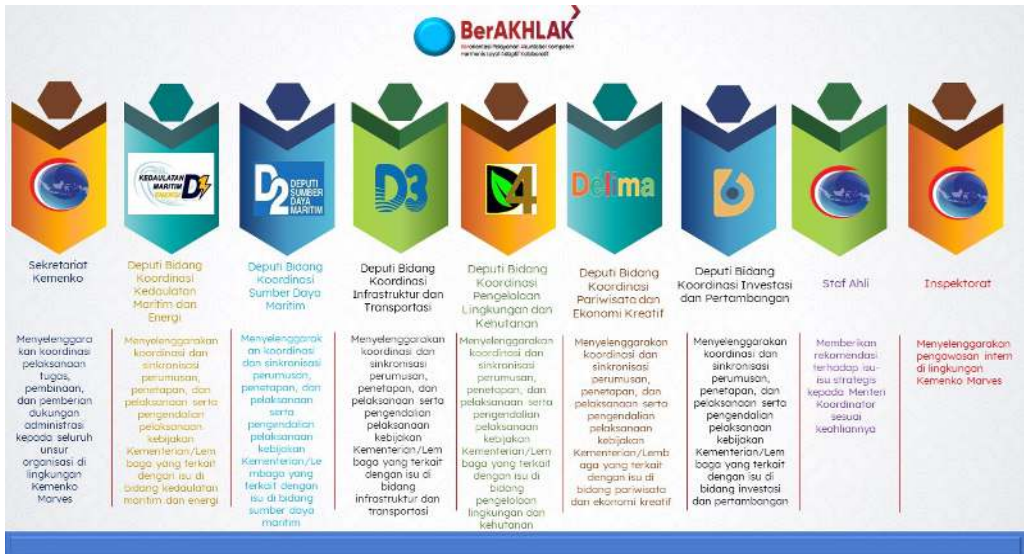 BerAKHLAK
Berorientasi Pelayanan Akuntabel Kompeten
Harmonis Loyal Adaptif Kolaboratif
KEDAULATAN
MARITIM
ENERGI
D1
D2
DEPUTI
SUMBER
DAYA
MARITIM
D3
4
Delima
6
Sekretariat
Kemenko
Deputi Bidang
Koordinasi
Kedaulatan
Maritim dan
Energi
Deputi Bidang
Koordinasi
Sumber Daya
Maritim
Deputi Bidang
Koordinasi
Infrastruktur dan
Transportasi
Deputi Bidang
Koordinasi
Pengelolaan
Lingkungan dan
Kehutanan
Deputi Bidang
Koordinasi
Pariwisata dan
Ekonomi Kreatif
Deputi Bidang
Koordinasi Investasi
dan Pertambangan
Staf Ahli
Inspektorat
Menyelenggara
kan koordinasi
pelaksanaan
tugas,
pembinaan,
dan pemberian
dukungan
administrasi
kepada seluruh
unsur
organisasi di
lingkungan
Kemenko
Marves
Menyelenggarakan
koordinasi dan
sinkronisasi
perumusan,
penetapan, dan
pelaksanaan serta
pengendalian
pelaksanaan
kebijakan
Kementerian/Lem
baga yang terkait
dengan isu di
bidang kedaulatan
maritim dan energi
Menyelenggarak
an koordinasi
dan sinkronisasi
perumusan,
penetapan, dan
pelaksanaan
serta
pengendalian
pelaksanaan
kebijakan
Kementerian/Le
mbaga yang
terkait dengan
isu di bidang
sumber daya
maritim
Menyelenggarakan
koordinasi dan
sinkronisasi
perumusan,
penetapan, dan
pelaksanaan serta
pengendalian
pelaksanaan
kebijakan
Kementerian/Lem
baga yang terkait
dengan isu di
bidang
infrastruktur dan
transportasi
Menyelenggarakan
koordinasi dan
sinkronisasi
perumusan,
penetapan, dan
pelaksanaan serta
pengendalian
pelaksanaan
kebijakan
Kementerian/Lem
baga yang terkait
dengan isu di
bidang
pengelolaan
lingkungan dan
kehutanan
Menyelenggarakan
koordinasi dan
sinkronisasi
perumusan,
penetapan, dan
pelaksanaan serta
pengendalian
pelaksanaan
kebijakan
Kementerian/Lemb
aga yang terkait
dengan isu di
bidang pariwisata
dan ekonomi kreatif
Menyelenggarakan
koordinasi dan
sinkronisasi
perumusan,
penetapan, dan
pelaksanaan serta
pengendalian
pelaksanaan
kebijakan
Kementerian/Lem
baga yang terkait
dengan isu di
bidang investasi
dan pertambangan
Memberikan
rekomendasi
terhadap isu-
isu strategis
kepada Menteri
Koordinator
sesuai
keahliannya
Menyelenggarakan
pengawasan intern
di lingkungan
Kemenko Marves